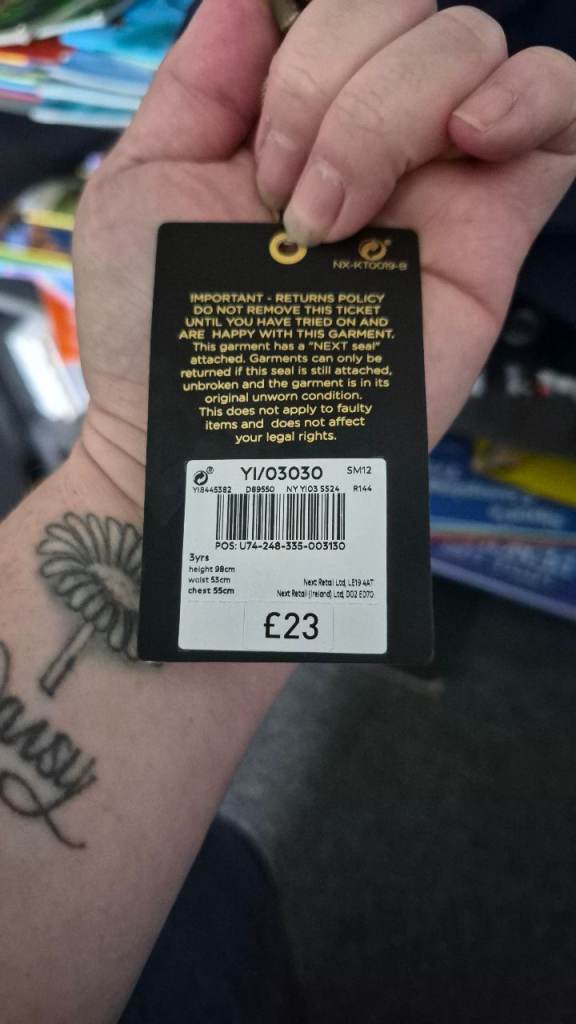 NX-KT0019-B
IMPORTANT - RETURNS POLICY
DO NOT REMOVE THIS TICKET
UNTIL YOU HAVE TRIED ON AND
ARE HAPPY WITH THIS GARMENT.
This garment has a "NEXT seal"
attached. Garments can only be
returned if this seal is still attached,
unbroken and the garment is in its
original unworn condition.
This does not apply to faulty
items and does not affect
your legal rights.
YI/03030 SM12
YI8445382 D89550 NY YI03 SS24 R144
POS: U74-248-335-003130
3yrs
height 98cm
waist 53cm
chest 55cm
Next Retail Ltd, LE19 4AT
Next Retail (Ireland) Ltd, D02 ED70.
£23